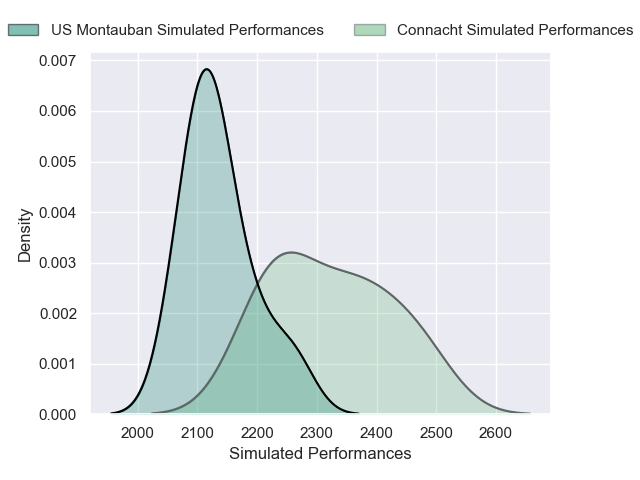 US Montauban Simulated Performances
Connacht Simulated Performances
0.007
0.006
0.005
0.004
0.003
0.002
0.001
0.000
Density
2000 2100 2200 2300 2400 2500 2600
Simulated Performances